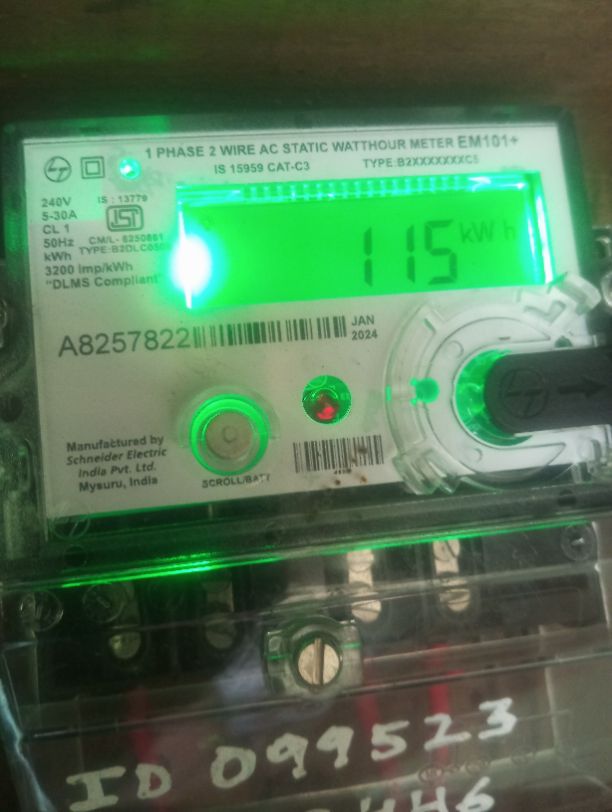 1 PHASE 2 WIRE AC STATIC WATTHOUR METER EM101+
IS 15959 CAT-C3 TYPE:B2XXXXXXXC5
240V
5-30A
CL 1
50Hz
kWh
3200 imp/kWh
"DLMS Compliant"
IS : 13779
ISI
115 kWh
A8257822
JAN
2024
Manufactured by
Schneider Electric
India Pvt. Ltd.
Mysuru, India
SCROLL/BATT
ID 099523